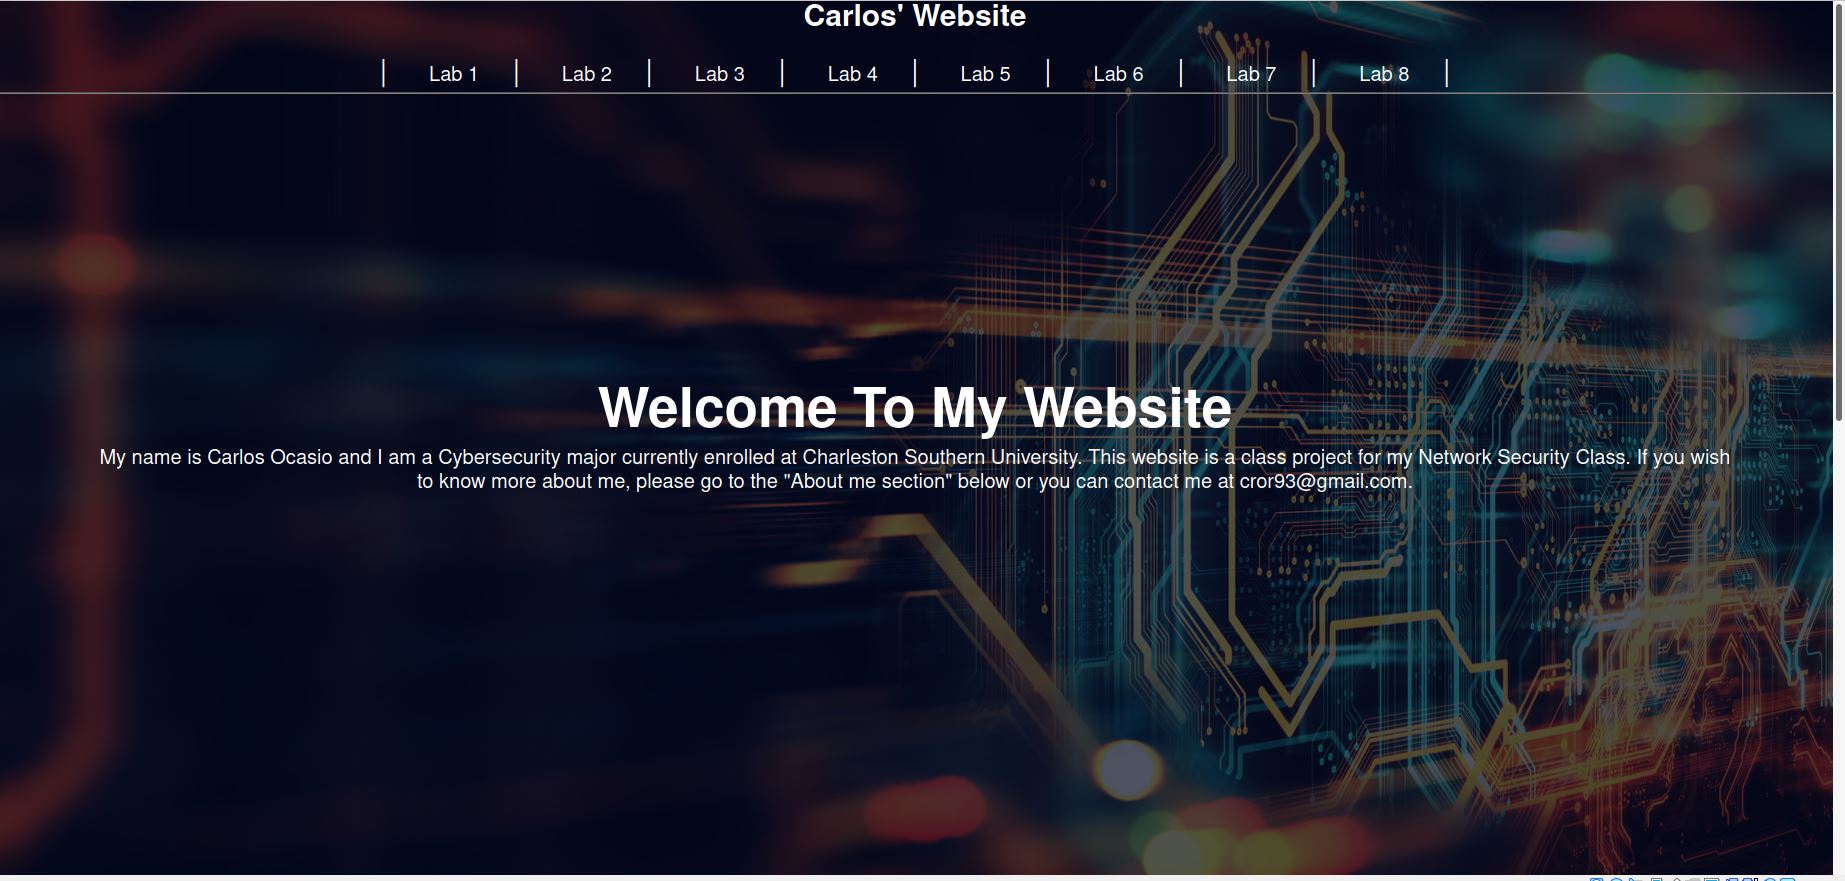 Carlos' Website
| Lab 1 | Lab 2 | Lab 3 | Lab 4 | Lab 5 | Lab 6 | Lab 7 | Lab 8 |
Welcome To My Website
My name is Carlos Ocasio and I am a Cybersecurity major currently enrolled at Charleston Southern University. This website is a class project for my Network Security Class. If you wish
to know more about me, please go to the "About me section" below or you can contact me at cror93@gmail.com.